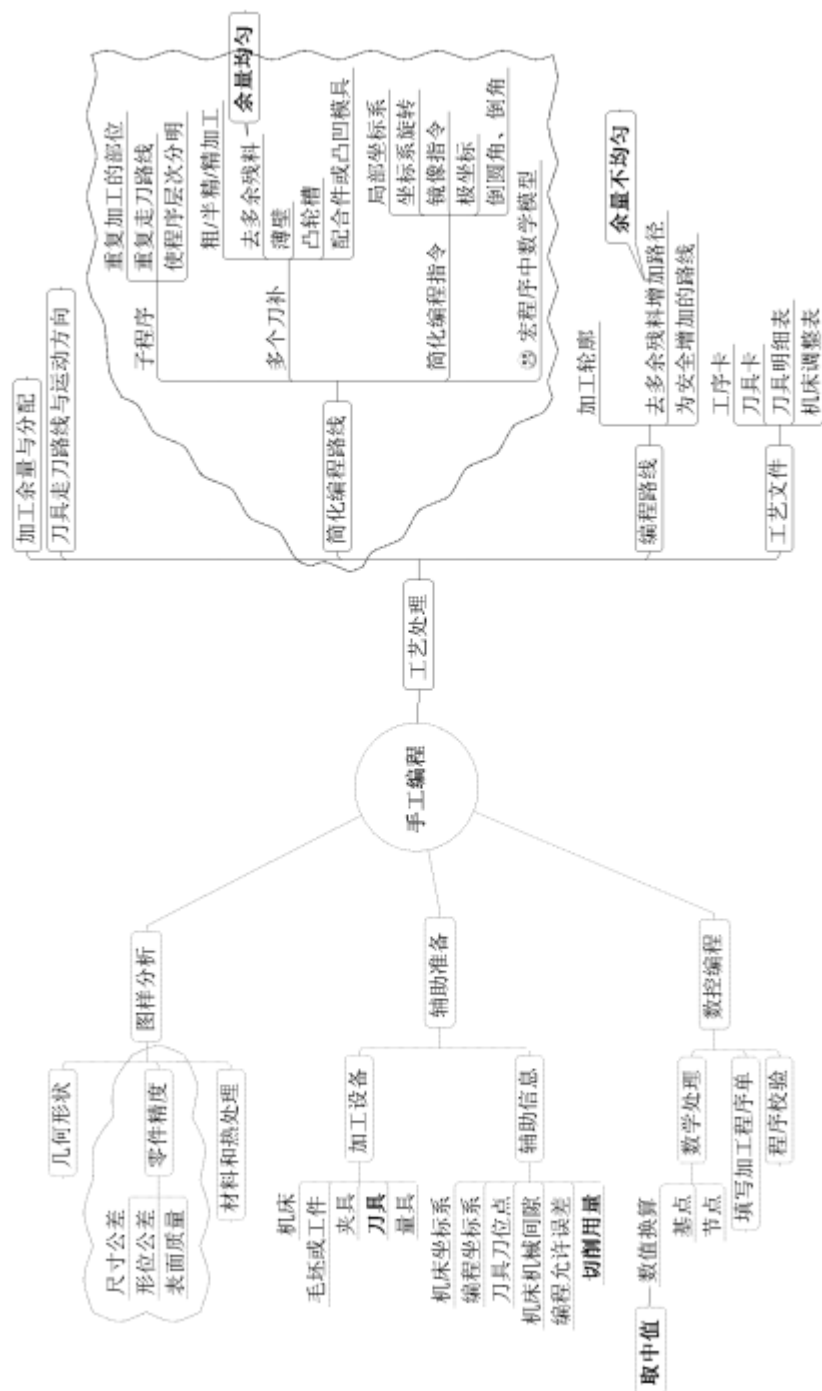 手工编程
图样分析
几何形状
零件精度
尺寸公差
形位公差
表面质量
材料和热处理
辅助准备
加工设备
机床
毛坯或工件
夹具
刀具
量具
辅助信息
机床坐标系
编程坐标系
刀具刀位点
机床机械间隙
编程允许误差
切削用量
数控编程
数学处理
数值换算
取中值
基点
节点
填写加工程序单
程序校验
工艺处理
加工余量与分配
刀具走刀路线与运动方向
简化编程路线
子程序
重复加工的部位
重复走刀路线
使程序层次分明
多个刀补
粗/半精/精加工
去多余残料
余量均匀
薄壁
凸轮槽
配合件或凸凹模具
简化编程指令
局部坐标系
坐标系旋转
镜像指令
极坐标
倒圆角、倒角
宏程序中数学模型
编程路线
加工轮廓
去多余残料增加路径
余量不均匀
为安全增加的路线
工艺文件
工序卡
刀具卡
刀具明细表
机床调整表